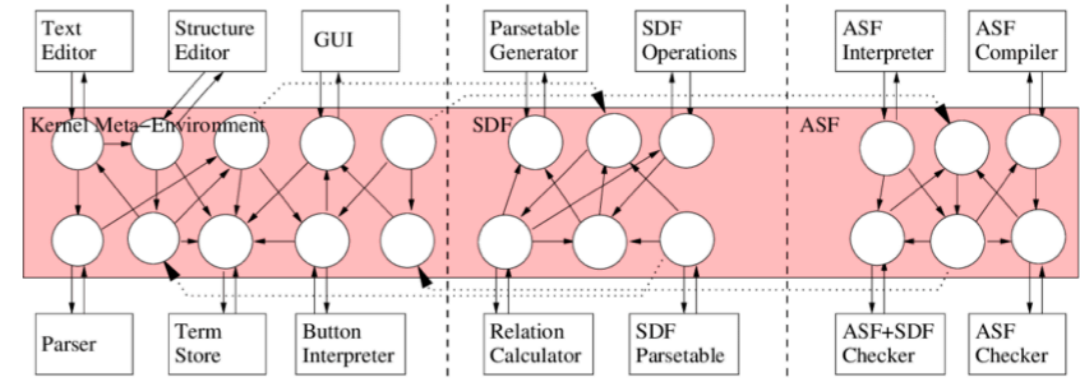 Text
Editor
Structure
Editor
GUI
Parsetable
Generator
SDF
Operations
ASF
Interpreter
ASF
Compiler
Kernel Meta−Environment
SDF
ASF
Parser
Term
Store
Button
Interpreter
Relation
Calculator
SDF
Parsetable
ASF+SDF
Checker
ASF
Checker